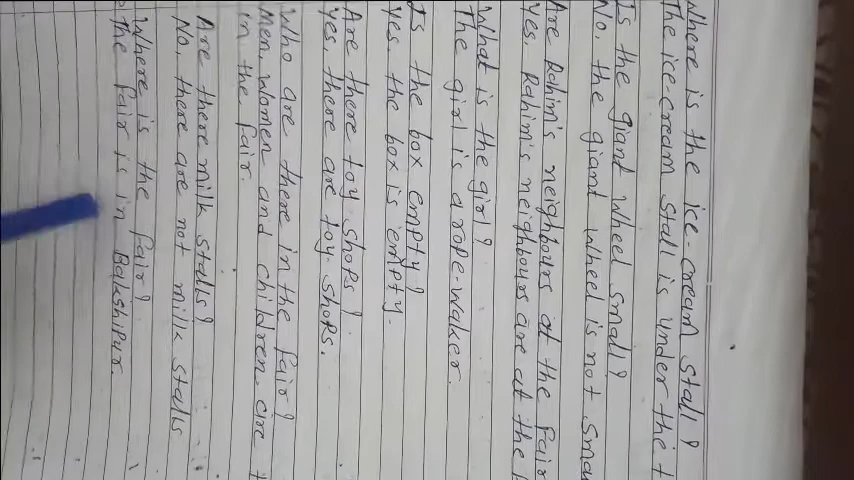 Where is the ice-cream stall?
The ice-cream stall is under the t
Is the giant wheel small?
No. the giant wheel is not smal
Are Rahim's neighbours at the fair
Yes, Rahim's neighbours are at the f
What is the girl?
The girl is a rope-walker.
Is the box empty?
Yes. the box is empty.
Are there toy shops?
Yes, there are toy shops.
Who are there in the fair?
Men, women and children. are t
in the fair.
Are there milk stalls?
No, there are not milk stalls
Where is the fair?
the fair is in Bakshipur.